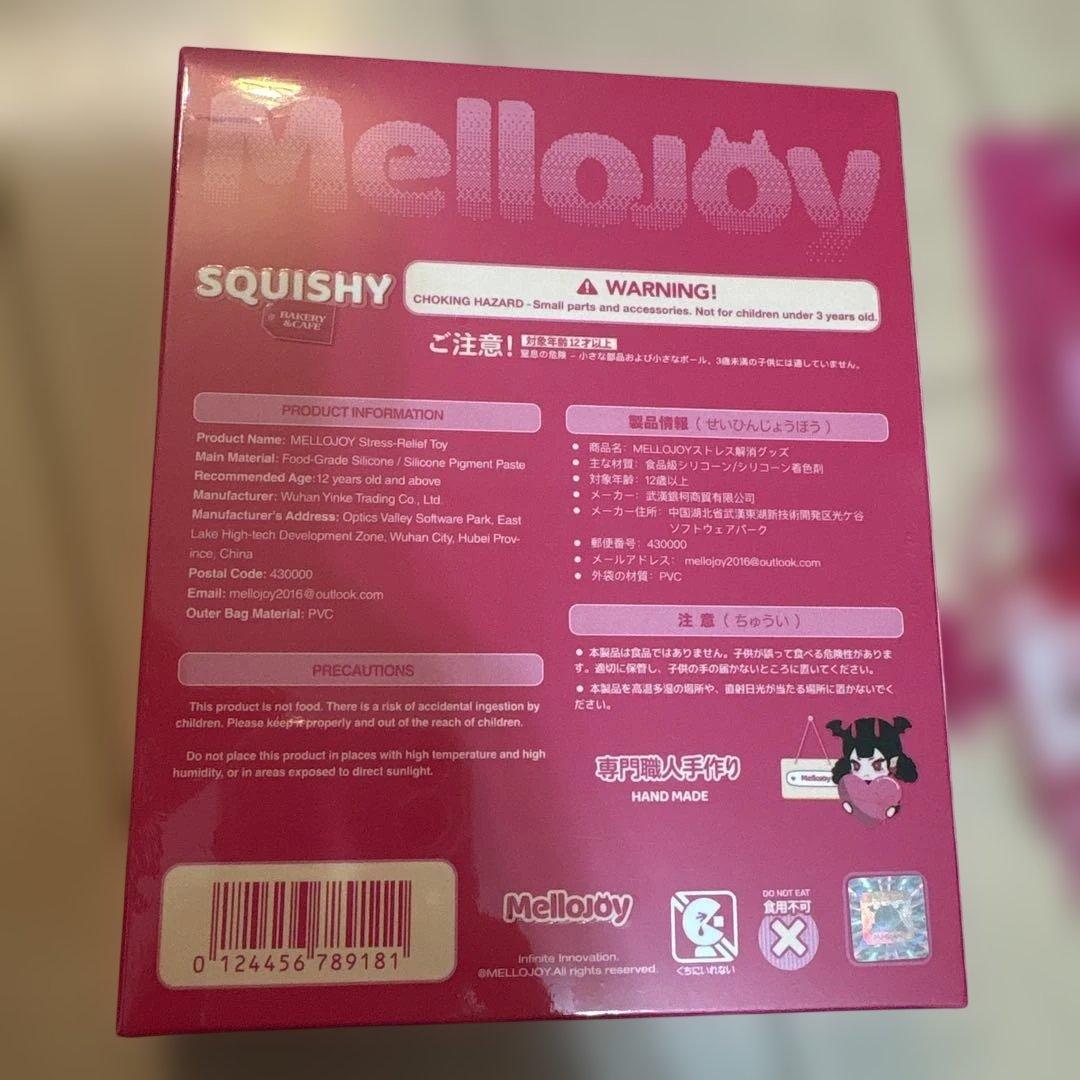 Mellojoy
SQUISHY
BAKERY
&CAFE
WARNING!
CHOKING HAZARD - Small parts and accessories. Not for children under 3 years old.
ご注意! 対象年齢12才以上
窒息の危険 - 小さな部品および小さなボール、3歳未満の子供には適していません。
PRODUCT INFORMATION
Product Name: MELLOJOY Stress-Relief Toy
Main Material: Food-Grade Silicone / Silicone Pigment Paste
Recommended Age:12 years old and above
Manufacturer: Wuhan Yinke Trading Co., Ltd
Manufacturer's Address: Optics Valley Software Park, East
Lake High-tech Development Zone, Wuhan City, Hubei Prov-
ince, China
Postal Code: 430000
Email: mellojoy2016@outlook.com
Outer Bag Material: PVC
PRECAUTIONS
This product is not food. There is a risk of accidental ingestion by
children. Please keep it properly and out of the reach of children.
Do not place this product in places with high temperature and high
humidity, or in areas exposed to direct sunlight.
製品情報（せいひんじょうほう）
• 商品名: MELLOJOYストレス解消グッズ
• 主な材質: 食品級シリコーン/シリコーン着色剤
• 対象年齢: 12歳以上
• メーカー: 武漢銀柯商貿有限公司
• メーカー住所: 中国湖北省武漢東湖新技術開発区光ケ谷
ソフトウェアパーク
• 郵便番号: 430000
• メールアドレス: mellojoy2016@outlook.com
• 外袋の材質: PVC
注 意（ちゅうい）
• 本製品は食品ではありません。子供が誤って食べる危険性がありま
す。適切に保管し、子供の手の届かないところに置いてください。
• 本製品を高温多湿の場所や、直射日光が当たる場所に置かないでく
ださい。
専門職人手作り
HAND MADE
Mellojoy
0 124456 789181
Mellojoy
Infinite Innovation.
@MELLOJOY.All rights reserved.
くちにいれない
DO NOT EAT
食用不可